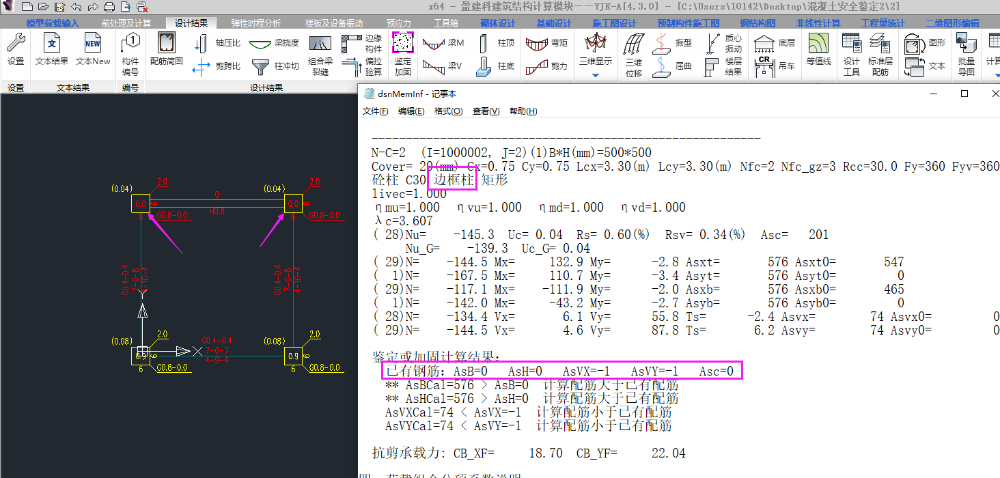 x64 - 盈建科建筑结构计算模块---YJK-A[4.3.0] - [C:\Users\10142\Desktop\混凝土安全鉴定2\2]
模型荷载输入 前处理及计算 设计结果 弹性时程分析 楼板及设备振动 预应力 工具箱 砌体设计 基础设计 施工图设计 预制构件施工图 钢结构图 非线性计算 工程量统计 二维图形编辑
设置 文本结果 文本New 构件编号 配筋简图 轴压比 剪跨比 梁挠度 柱冲切 组合梁裂缝 边缘构件 偏拉验算 鉴定加固 梁M 梁V 柱顶 柱底 弯矩 剪力 三维显示 三维位移 振型 屈曲 质心振动 楼层结果 底层 吊车 等值线 设计工具 标准层配筋 图形 文本 批量导图
设置 文本结果 编号 设计结果
dsnMemInf - 记事本
文件(F) 编辑(E) 格式(O) 查看(V) 帮助(H)
N-C=2 (I=1000002, J=2)(1)B*H(mm)=500*500
Cover= 20(mm) Cx=0.75 Cy=0.75 Lcx=3.30(m) Lcy=3.30(m) Nfc=2 Nfc_gz=3 Rcc=30.0 Fy=360 Fyv=360
砼柱 C30 边框柱 矩形
livec=1.000
ηmu=1.000 ηvu=1.000 ηmd=1.000 ηvd=1.000
λc=3.607
( 28)Nu= -145.3 Uc= 0.04 Rs= 0.60(%) Rsv= 0.34(%) Asc= 201
Nu_G= -139.3 Uc_G= 0.04
( 29)N= -144.5 Mx= 132.9 My= -2.8 Asxt= 576 Asxt0= 547
( 1)N= -167.5 Mx= 110.7 My= -3.4 Asyt= 576 Asyt0= 0
( 29)N= -117.1 Mx= -111.9 My= -2.0 Asxb= 576 Asxb0= 465
( 1)N= -142.0 Mx= -43.2 My= -2.7 Asyb= 576 Asyb0= 0
( 28)N= -134.4 Vx= 6.1 Vy= 55.8 Ts= -2.4 Asvx= 74 Asvx0= 0
( 29)N= -144.5 Vx= 4.6 Vy= 87.8 Ts= 6.2 Asvy= 74 Asvy0= 0
鉴定或加固计算结果:
已有钢筋: AsB=0 AsH=0 AsVX=-1 AsVY=-1 Asc=0
** AsBCal=576 > AsB=0 计算配筋大于已有配筋
** AsHCal=576 > AsH=0 计算配筋大于已有配筋
AsVXCal=74 < AsVX=-1 计算配筋小于已有配筋
AsVYCal=74 < AsVY=-1 计算配筋小于已有配筋
抗剪承载力: CB_XF= 18.70 CB_YF= 22.04
(0.04) 2.0 (0.04) 2.0
0.0 6 0 0.0 6
6 G0.8-0.0 H0.8 6 G0.8-0.0
G0.4-0.4 7-0-8 4-10-4 G0.4-0.4 7-0-8 4-10-4
Y
(0.08) 2.0 (0.08) 2.0
0.9 6 X G0.4-0.4 0.9 6
7-0-7
4-9-4
6 G0.8-0.0 6 G0.8-0.0